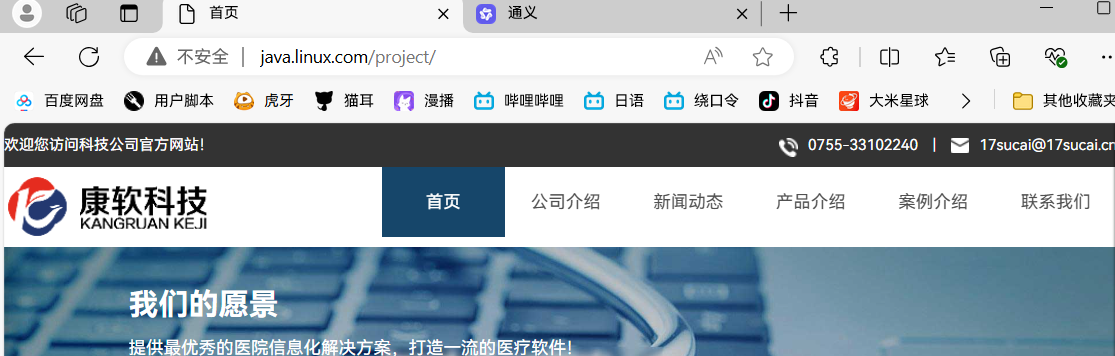 首页 通义
不安全 java.linux.com/project/
百度网盘 用户脚本 虎牙 猫耳 漫播 哔哩哔哩 日语 绕口令 抖音 大米星球 其他收藏夹
欢迎您访问科技公司官方网站! 0755-33102240 | 17sucai@17sucai.cn
康软科技
KANGRUAN KEJI
首页 公司介绍 新闻动态 产品介绍 案例介绍 联系我们
我们的愿景
提供最优秀的医院信息化解决方案，打造一流的医疗软件!